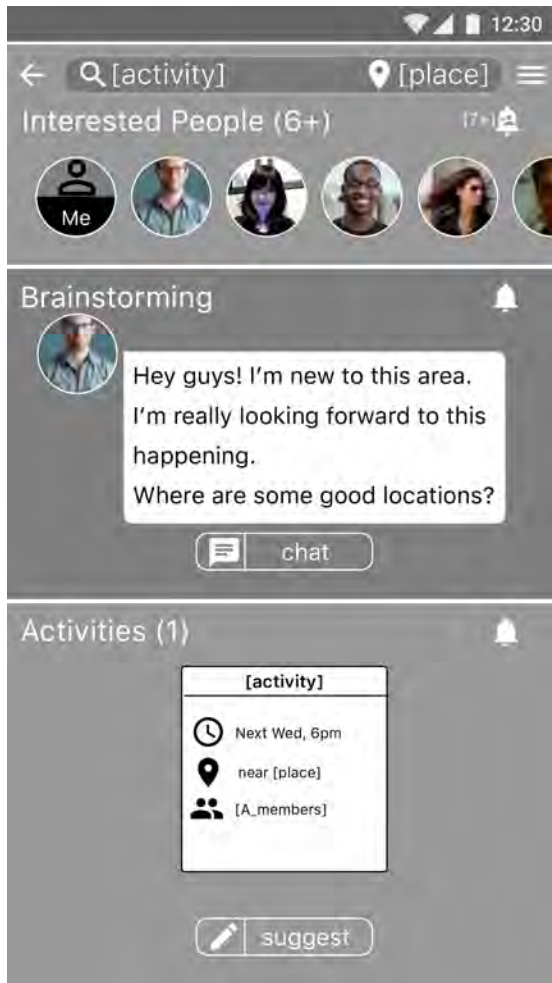 12:30
[activity] [place]
Interested People (6+) (7+)
Me
Brainstorming
Hey guys! I'm new to this area.
I'm really looking forward to this
happening.
Where are some good locations?
chat
Activities (1)
[activity]
Next Wed, 6pm
near [place]
[A_members]
suggest